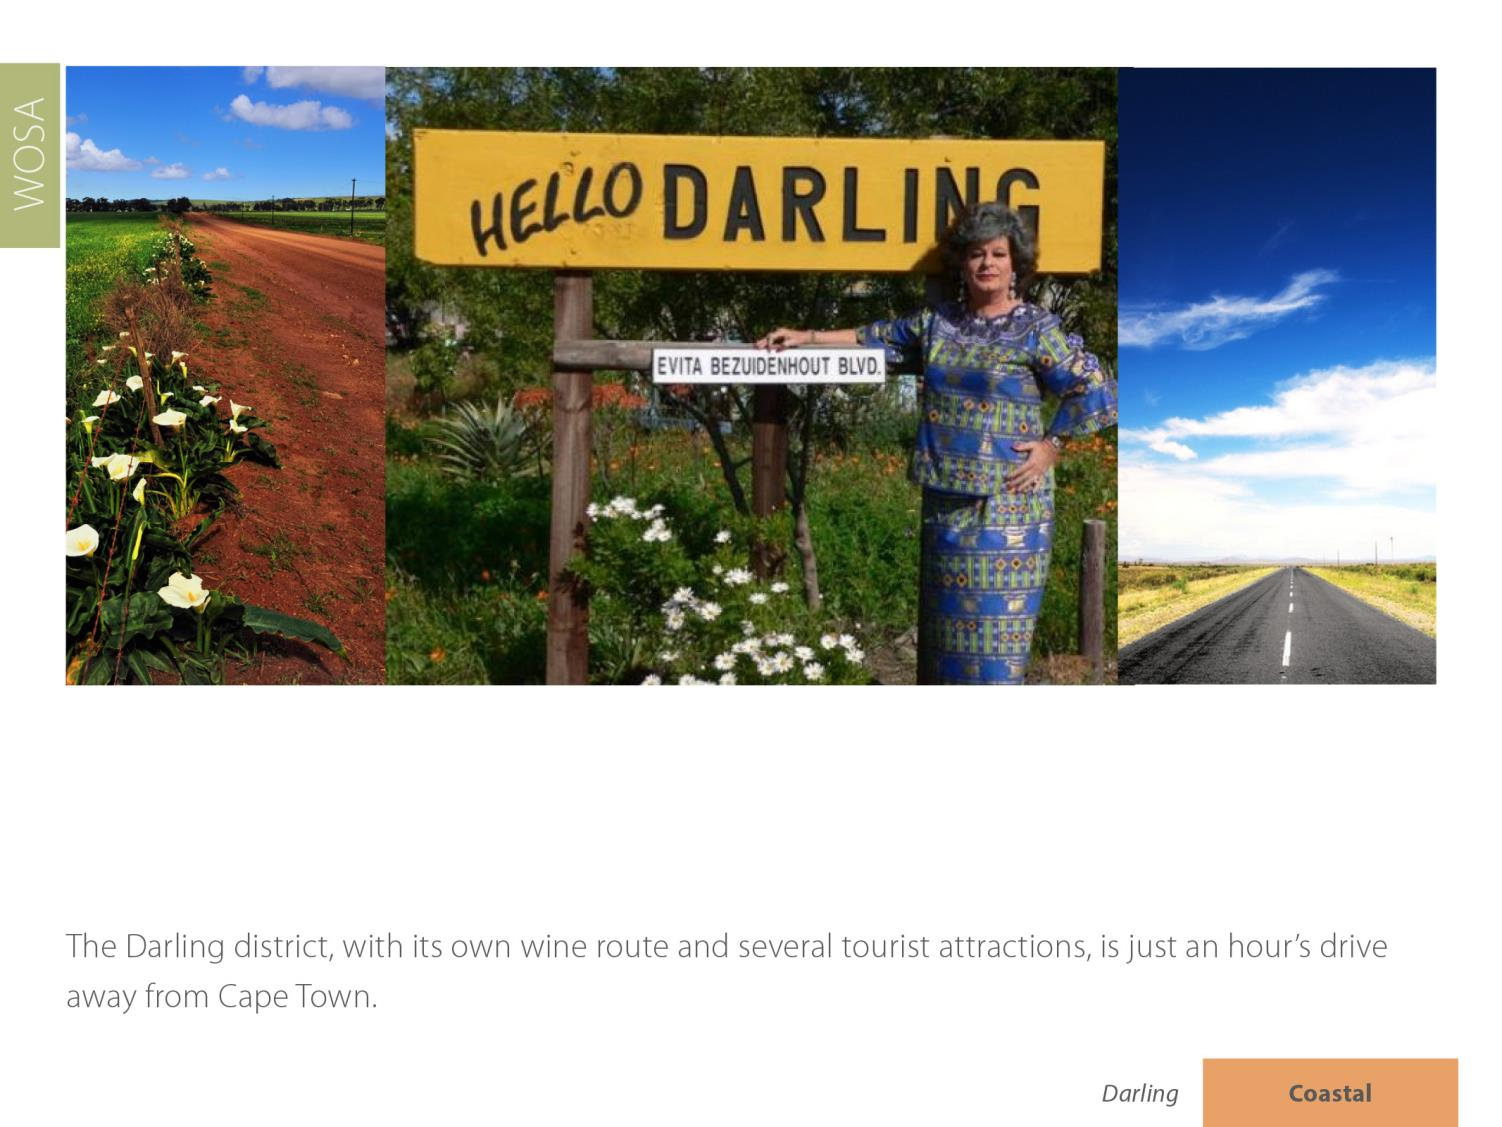 WOSA
HELLO DARLING
EVITA BEZUIDENHOUT BLVD.
The Darling district, with its own wine route and several tourist attractions, is just an hour’s drive
away from Cape Town.
Darling
Coastal